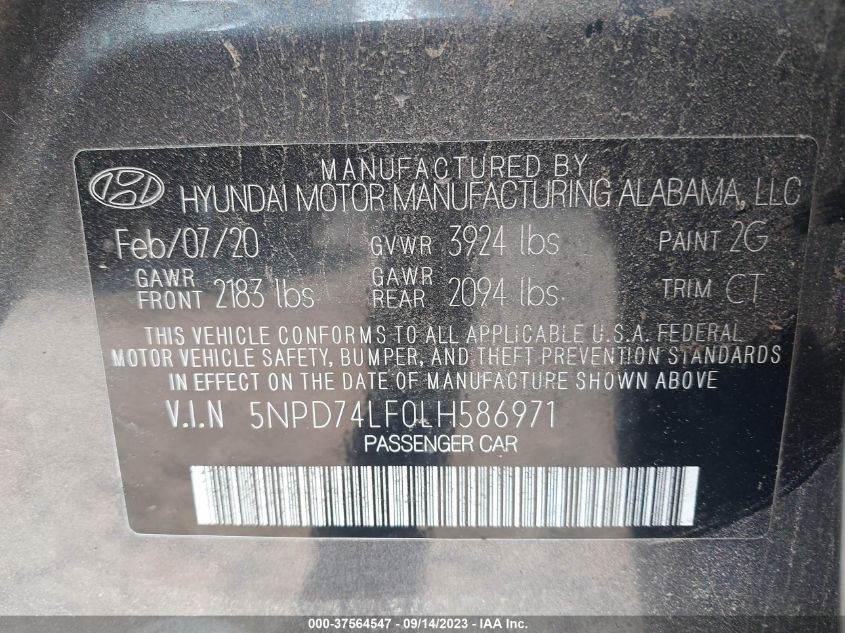 MANUFACTURED BY
HYUNDAI MOTOR MANUFACTURING ALABAMA, LLC
Feb/07/20 GVWR 3924 lbs PAINT 2G
GAWR FRONT 2183 lbs GAWR REAR 2094 lbs TRIM CT
THIS VEHICLE CONFORMS TO ALL APPLICABLE U.S.A. FEDERAL
MOTOR VEHICLE SAFETY, BUMPER, AND THEFT PREVENTION STANDARDS
IN EFFECT ON THE DATE OF MANUFACTURE SHOWN ABOVE
V.I.N 5NPD74LF0LH586971
PASSENGER CAR
000-37564547 - 09/14/2023 - IAA Inc.